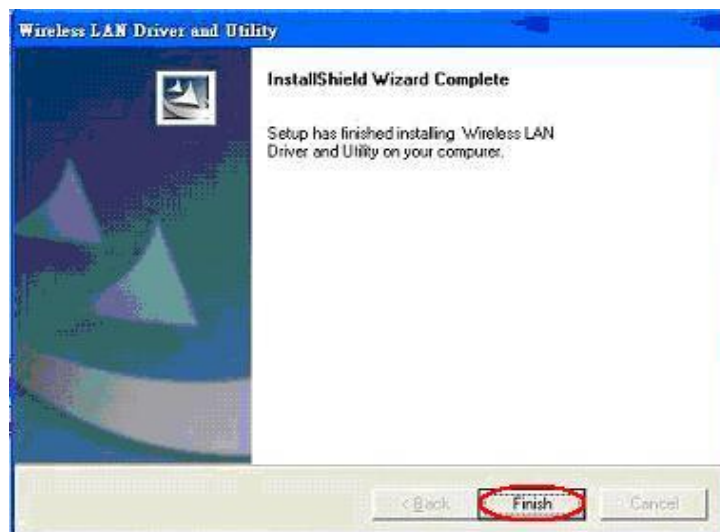 Wireless LAN Driver and Utility
InstallShield Wizard Complete
Setup has finished installing Wireless LAN
Driver and Utility on your computer.
< Back
Finish
Cancel